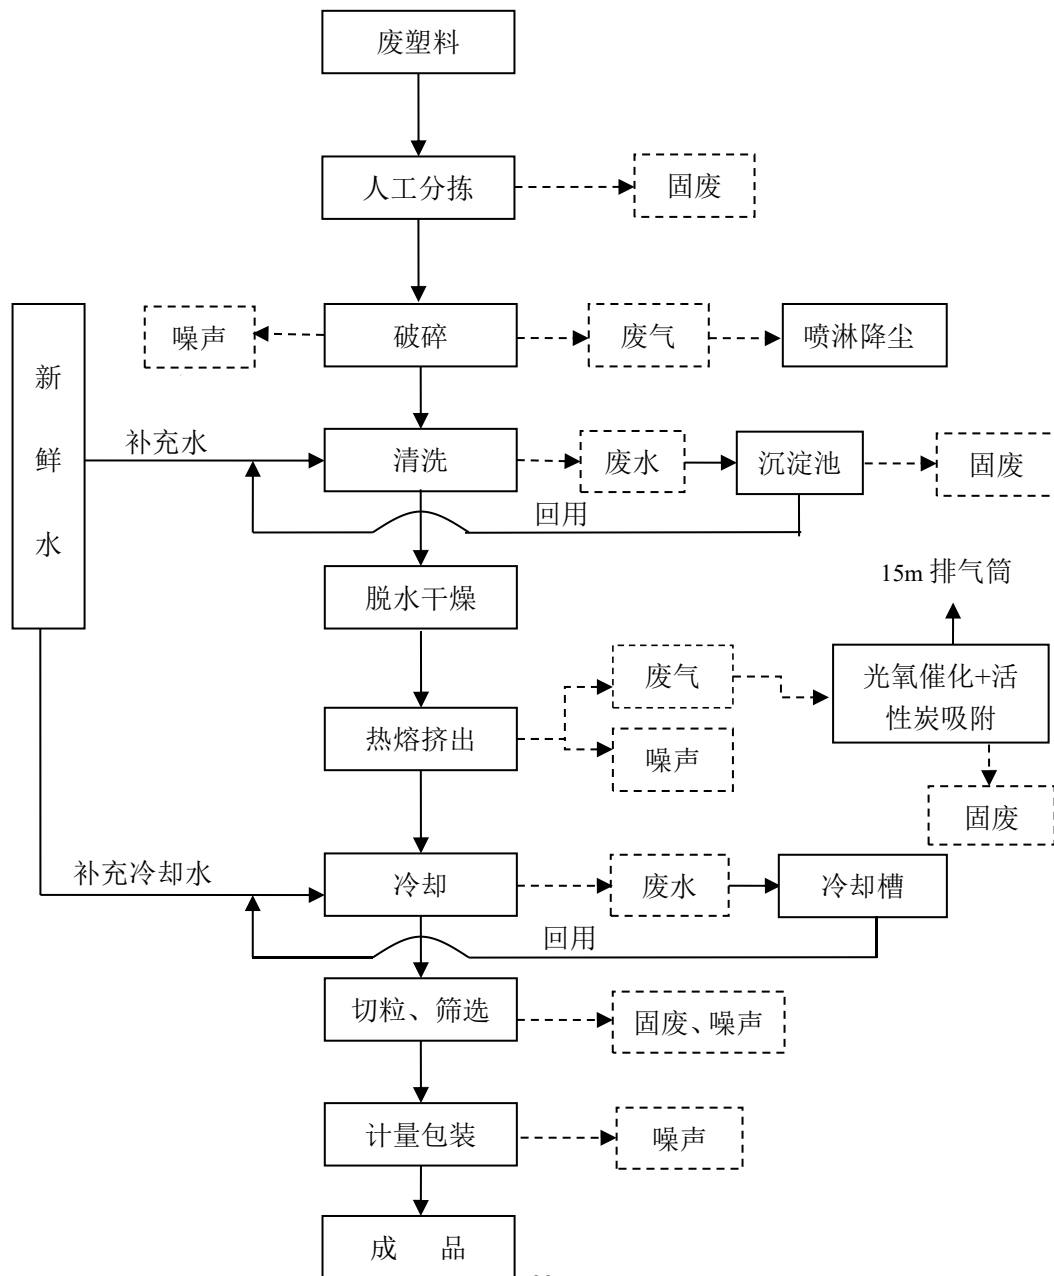 废塑料
人工分拣
固废
噪声
破碎
废气
喷淋降尘
新
鲜
水
补充水
清洗
废水
沉淀池
固废
回用
脱水干燥
15m 排气筒
废气
光氧催化+活
性炭吸附
热熔挤出
噪声
固废
补充冷却水
冷却
废水
冷却槽
回用
切粒、筛选
固废、噪声
计量包装
噪声
成 品